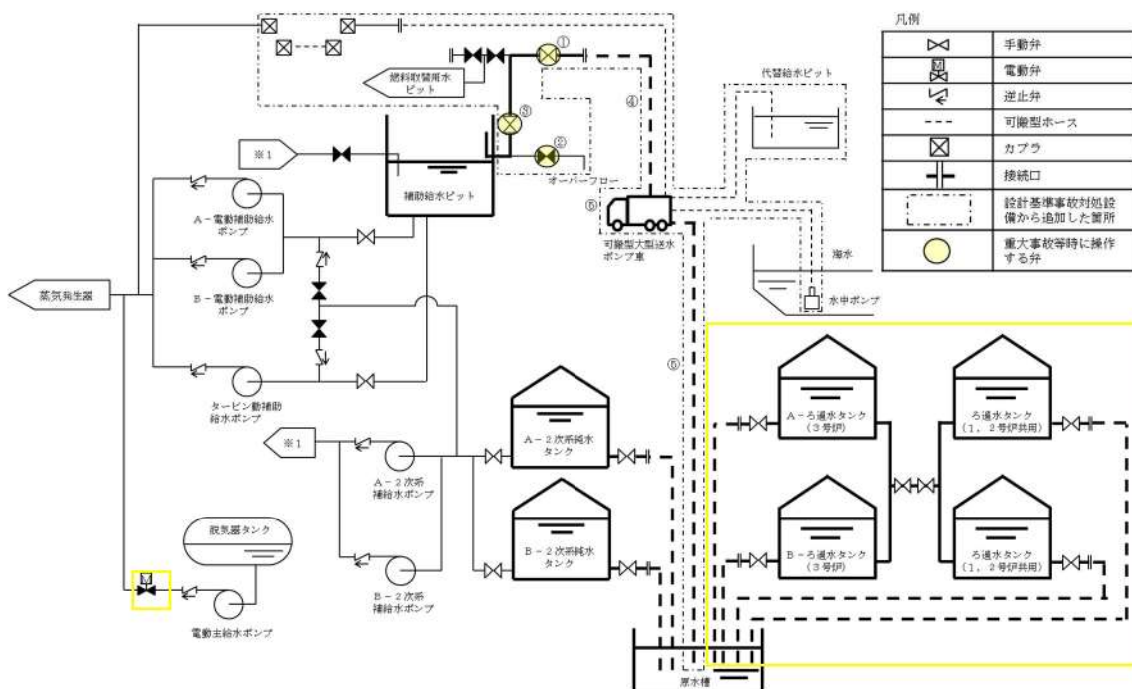 凡例
手動弁
M
電動弁
逆止弁
可搬型ホース
カプラ
接続口
設計基準事故対処設
備から追加した箇所
重大事故等時に操作
する弁
①
燃料取替用水
ピット
代替給水ピット
④
③
②
オーバーフロー
※1
補助給水ピット
⑤
可搬型大型送水
ポンプ車
海水
水中ポンプ
A-電動補助給水
ポンプ
B-電動補助給水
ポンプ
蒸気発生器
タービン動補助
給水ポンプ
※1
A-2次系
補給水ポンプ
B-2次系
補給水ポンプ
A-2次系純水
タンク
B-2次系純水
タンク
⑤
A-ろ過水タンク
(3号炉)
ろ過水タンク
(1,2号炉共用)
B-ろ過水タンク
(3号炉)
ろ過水タンク
(1,2号炉共用)
脱気器タンク
M
電動主給水ポンプ
原水槽